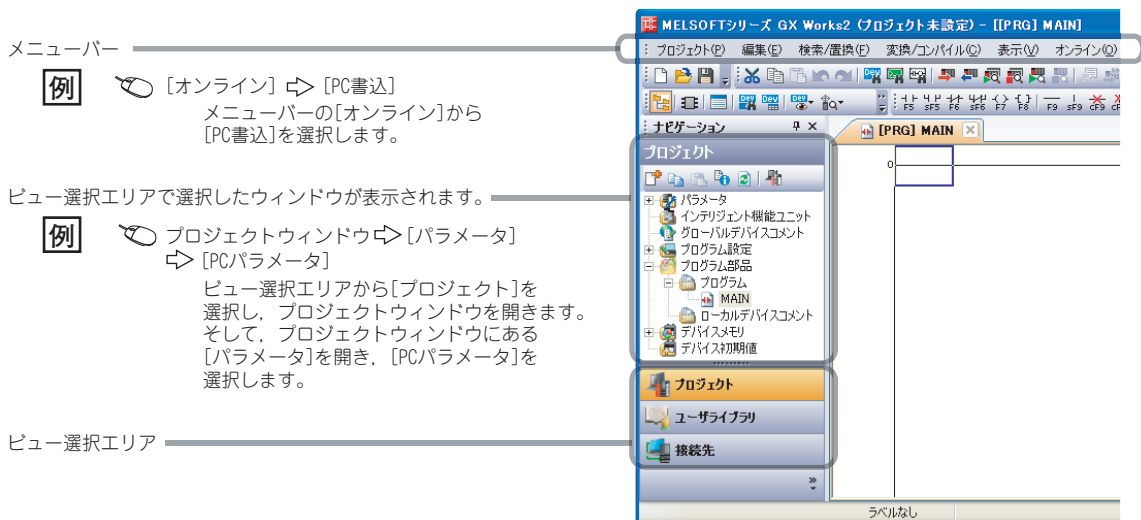 メニューバー
例
[オンライン] ⇨ [PC書込]
メニューバーの[オンライン]から
[PC書込]を選択します。
ビュー選択エリアで選択したウィンドウが表示されます。
例
プロジェクトウィンドウ⇨[パラメータ]
⇨ [PCパラメータ]
ビュー選択エリアから[プロジェクト]を
選択し，プロジェクトウィンドウを開きます。
そして，プロジェクトウィンドウにある
[パラメータ]を開き，[PCパラメータ]を
選択します。
ビュー選択エリア
MELSOFTシリーズ GX Works2 (プロジェクト未設定) - [[PRG] MAIN]
プロジェクト(P) 編集(E) 検索/置換(F) 変換/コンパイル(C) 表示(V) オンライン(O)
F5 sF5 F6 sF6 F7 F8 F9 sF9 cF9
ナビゲーション
[PRG] MAIN
プロジェクト
0
パラメータ
インテリジェント機能ユニット
グローバルデバイスコメント
プログラム設定
プログラム部品
プログラム
MAIN
ローカルデバイスコメント
デバイスメモリ
デバイス初期値
プロジェクト
ユーザライブラリ
接続先
ラベルなし